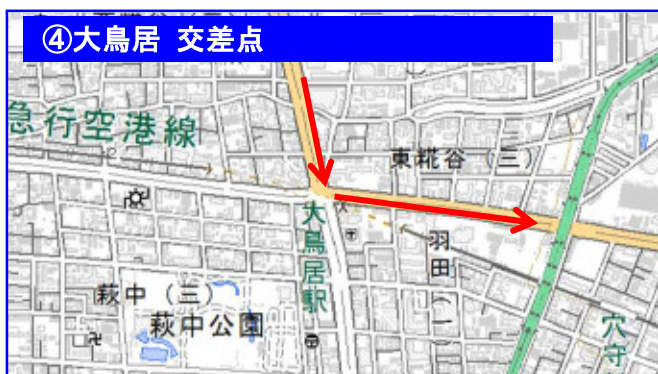 ④大鳥居 交差点
急行空港線
東糀谷（三）
大鳥居駅
羽田（一）
萩中（三）
萩中公園
穴守